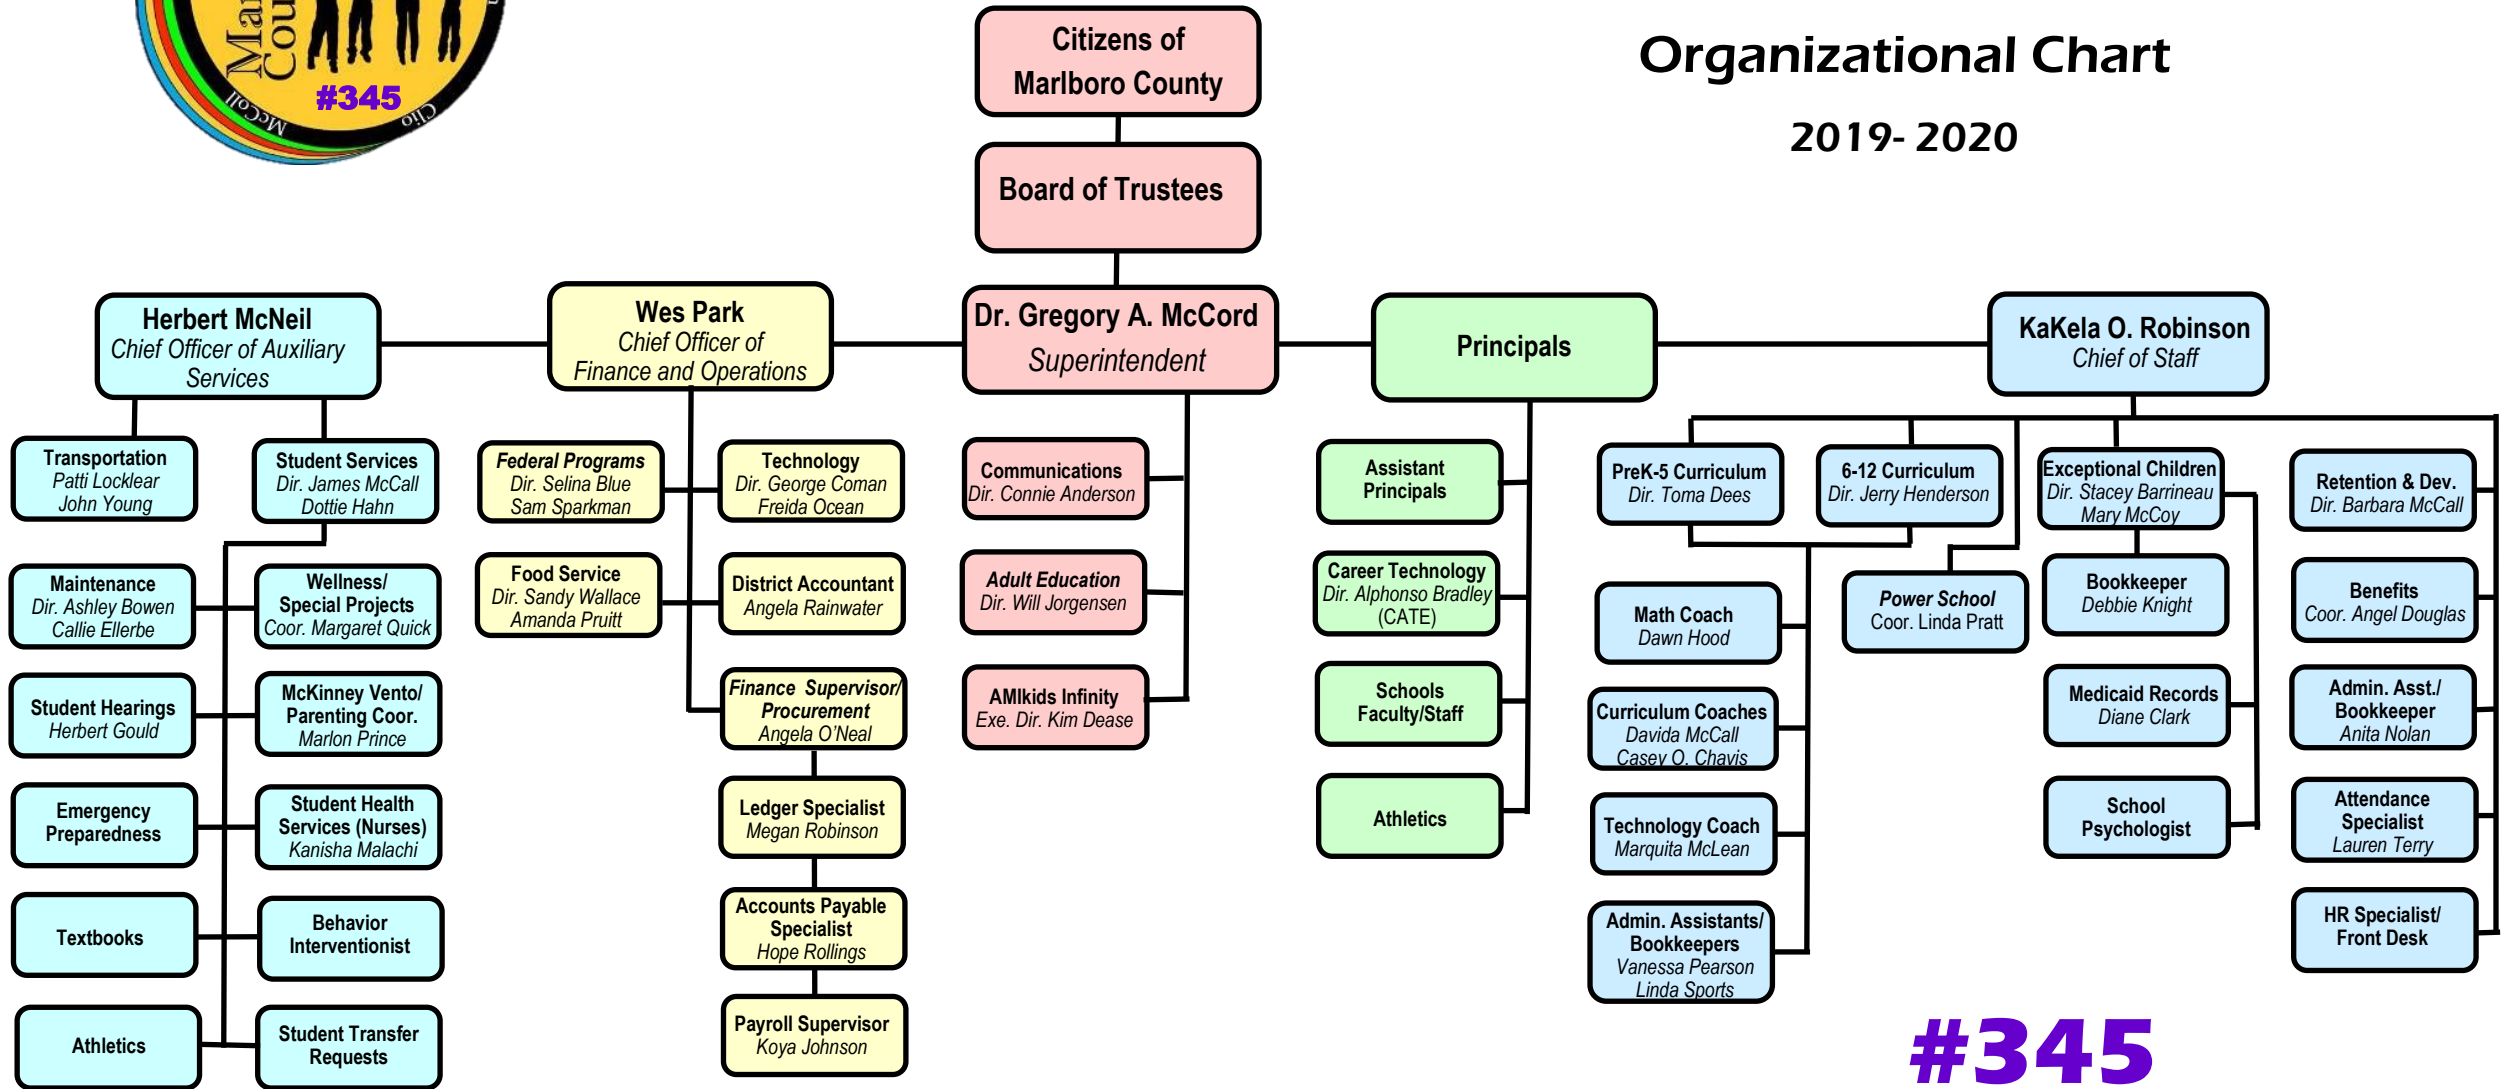 Mar
Cou
#345
McColl
Clio
Organizational Chart
2019- 2020
Citizens of
Marlboro County
Board of Trustees
Herbert McNeil
Chief Officer of Auxiliary
Services
Wes Park
Chief Officer of
Finance and Operations
Dr. Gregory A. McCord
Superintendent
Principals
KaKela O. Robinson
Chief of Staff
Transportation
Patti Locklear
John Young
Student Services
Dir. James McCall
Dottie Hahn
Maintenance
Dir. Ashley Bowen
Callie Ellerbe
Wellness/
Special Projects
Coor. Margaret Quick
Student Hearings
Herbert Gould
McKinney Vento/
Parenting Coor.
Marlon Prince
Emergency
Preparedness
Student Health
Services (Nurses)
Kanisha Malachi
Textbooks
Behavior
Interventionist
Athletics
Student Transfer
Requests
Federal Programs
Dir. Selina Blue
Sam Sparkman
Technology
Dir. George Coman
Freida Ocean
Food Service
Dir. Sandy Wallace
Amanda Pruitt
District Accountant
Angela Rainwater
Finance Supervisor/
Procurement
Angela O'Neal
Ledger Specialist
Megan Robinson
Accounts Payable
Specialist
Hope Rollings
Payroll Supervisor
Koya Johnson
Communications
Dir. Connie Anderson
Adult Education
Dir. Will Jorgensen
AMIkids Infinity
Exe. Dir. Kim Dease
Assistant
Principals
Career Technology
Dir. Alphonso Bradley
(CATE)
Schools
Faculty/Staff
Athletics
PreK-5 Curriculum
Dir. Toma Dees
6-12 Curriculum
Dir. Jerry Henderson
Math Coach
Dawn Hood
Power School
Coor. Linda Pratt
Curriculum Coaches
Davida McCall
Casey O. Chavis
Technology Coach
Marquita McLean
Admin. Assistants/
Bookkeepers
Vanessa Pearson
Linda Sports
Exceptional Children
Dir. Stacey Barrineau
Mary McCoy
Bookkeeper
Debbie Knight
Medicaid Records
Diane Clark
School
Psychologist
Retention & Dev.
Dir. Barbara McCall
Benefits
Coor. Angel Douglas
Admin. Asst./
Bookkeeper
Anita Nolan
Attendance
Specialist
Lauren Terry
HR Specialist/
Front Desk
#345